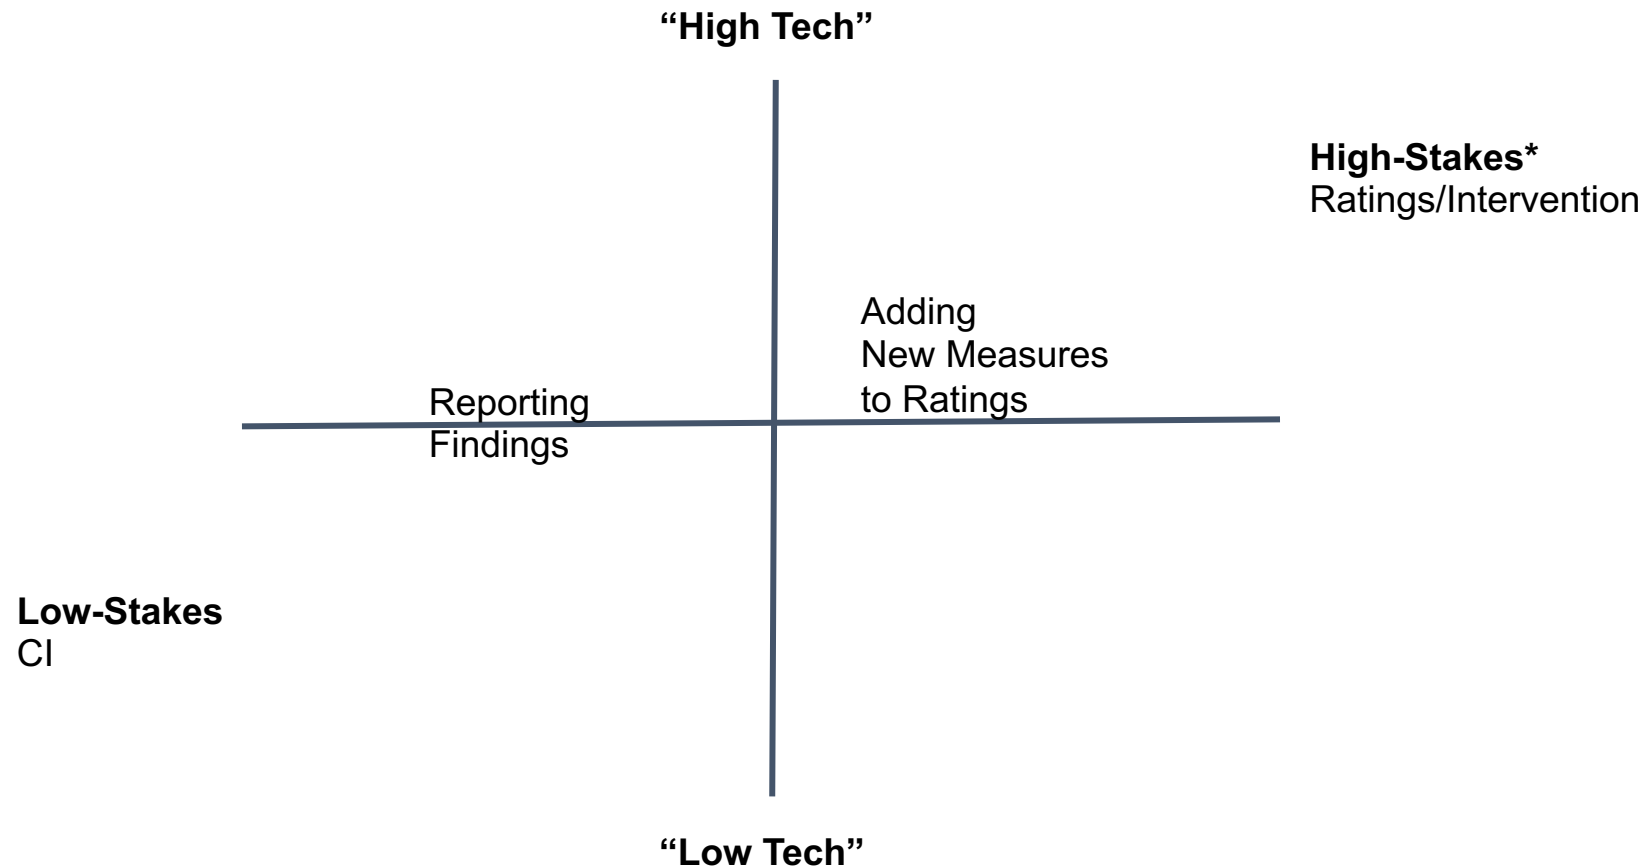 “High Tech”
High-Stakes*
Ratings/Intervention
Adding
New Measures
to Ratings
Reporting
Findings
Low-Stakes
CI
“Low Tech”